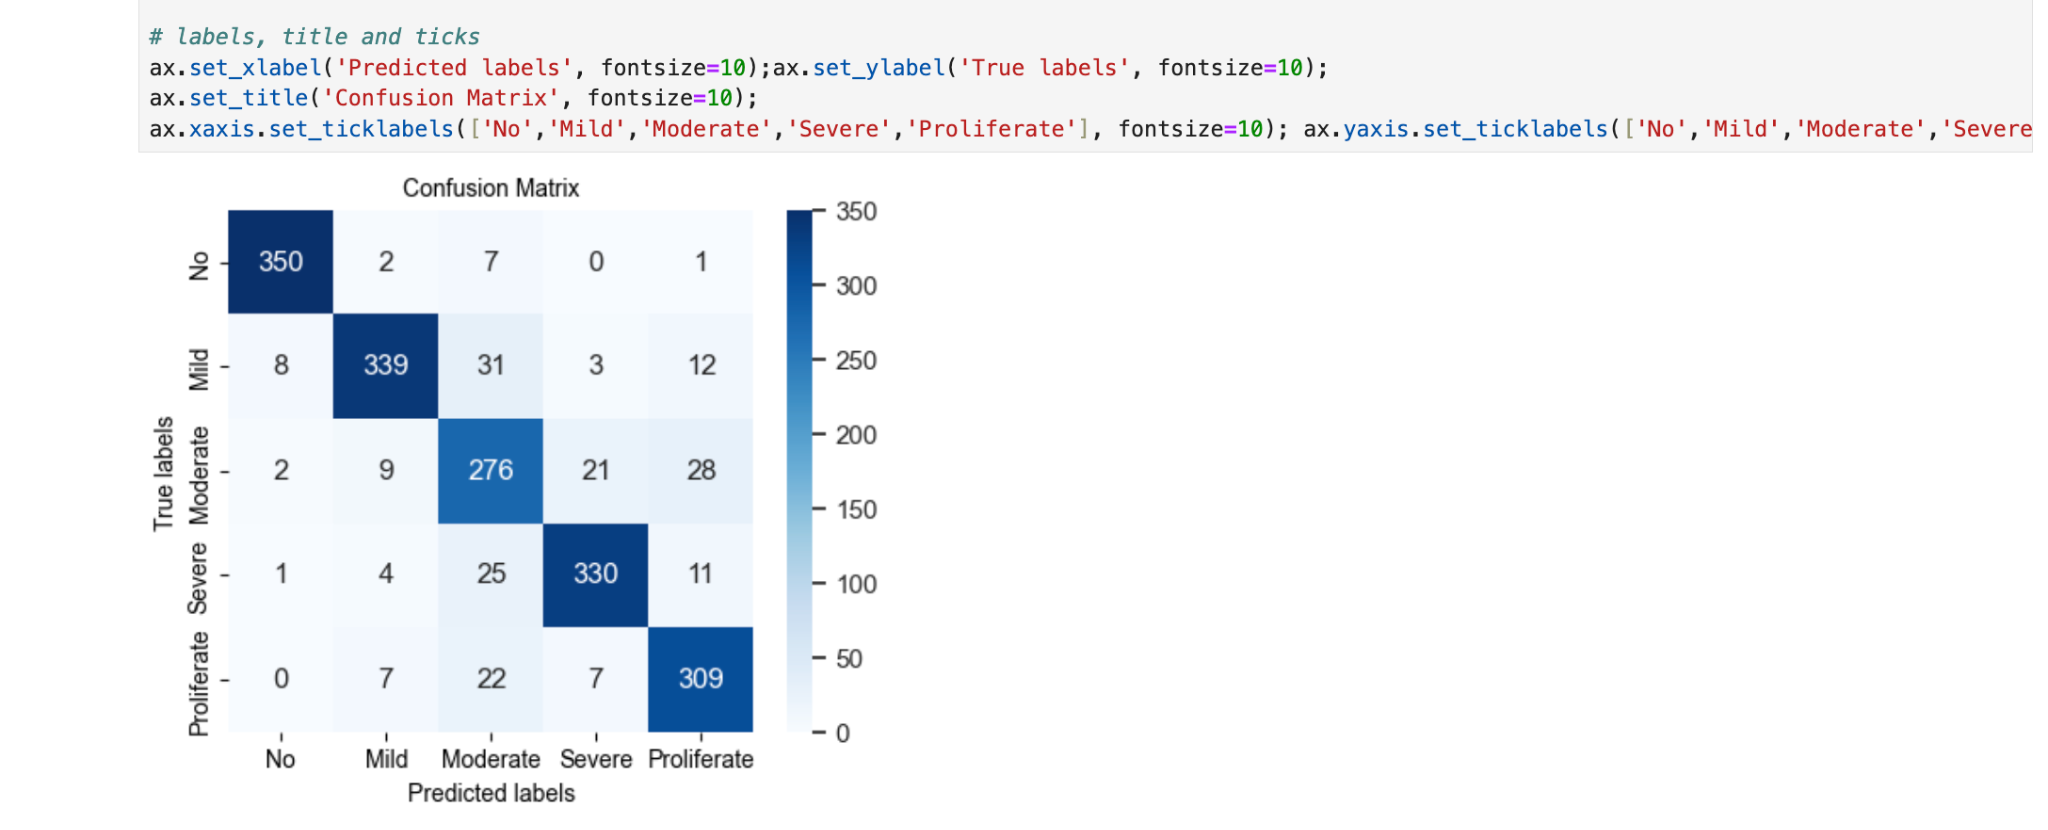 # labels, title and ticks
ax.set_xlabel('Predicted labels', fontsize=10);ax.set_ylabel('True labels', fontsize=10);
ax.set_title('Confusion Matrix', fontsize=10);
ax.xaxis.set_ticklabels(['No','Mild','Moderate','Severe','Proliferate'], fontsize=10); ax.yaxis.set_ticklabels(['No','Mild','Moderate','Severe
Confusion Matrix
No 350 2 7 0 1
Mild 8 339 31 3 12
Moderate 2 9 276 21 28
Severe 1 4 25 330 11
Proliferate 0 7 22 7 309
True labels
No Mild Moderate Severe Proliferate
Predicted labels
350
300
250
200
150
100
50
0